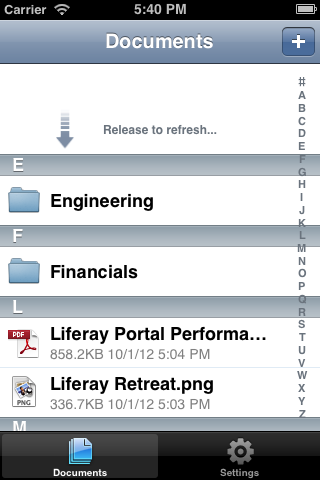 Carrier 5:40 PM
Documents +
Release to refresh...
E
Engineering
F
Financials
L
PDF Liferay Portal Performa...
858.2KB 10/1/12 5:04 PM
Liferay Retreat.png
PNG 336.7KB 10/1/12 5:03 PM
M
#
A
B
C
D
E
F
G
H
I
J
K
L
M
N
O
P
Q
R
S
T
U
V
W
X
Y
Z
Documents Settings